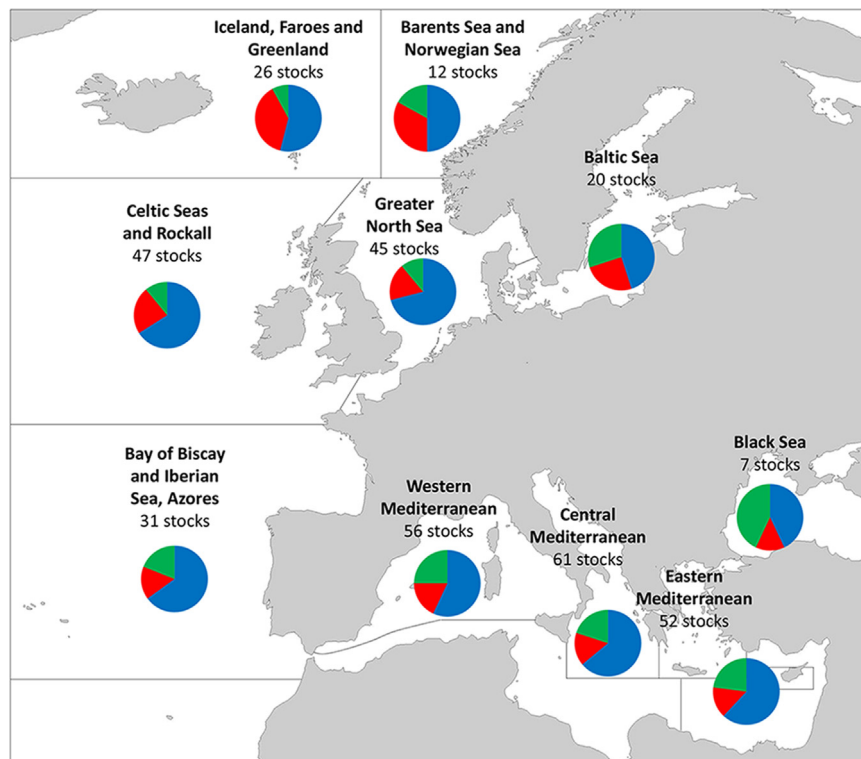 Iceland, Faroes and
Greenland
26 stocks
Barents Sea and
Norwegian Sea
12 stocks
Baltic Sea
20 stocks
Celtic Seas
and Rockall
47 stocks
Greater
North Sea
45 stocks
Bay of Biscay
and Iberian
Sea, Azores
31 stocks
Western
Mediterranean
56 stocks
Central
Mediterranean
61 stocks
Black Sea
7 stocks
Eastern
Mediterranean
52 stocks